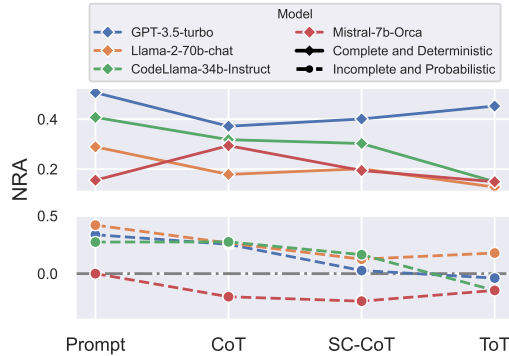 Model
GPT-3.5-turbo
Llama-2-70b-chat
CodeLlama-34b-Instruct
Mistral-7b-Orca
Complete and Deterministic
Incomplete and Probabilistic
NRA
0.4
0.2
0.5
0.0
Prompt CoT SC-CoT ToT